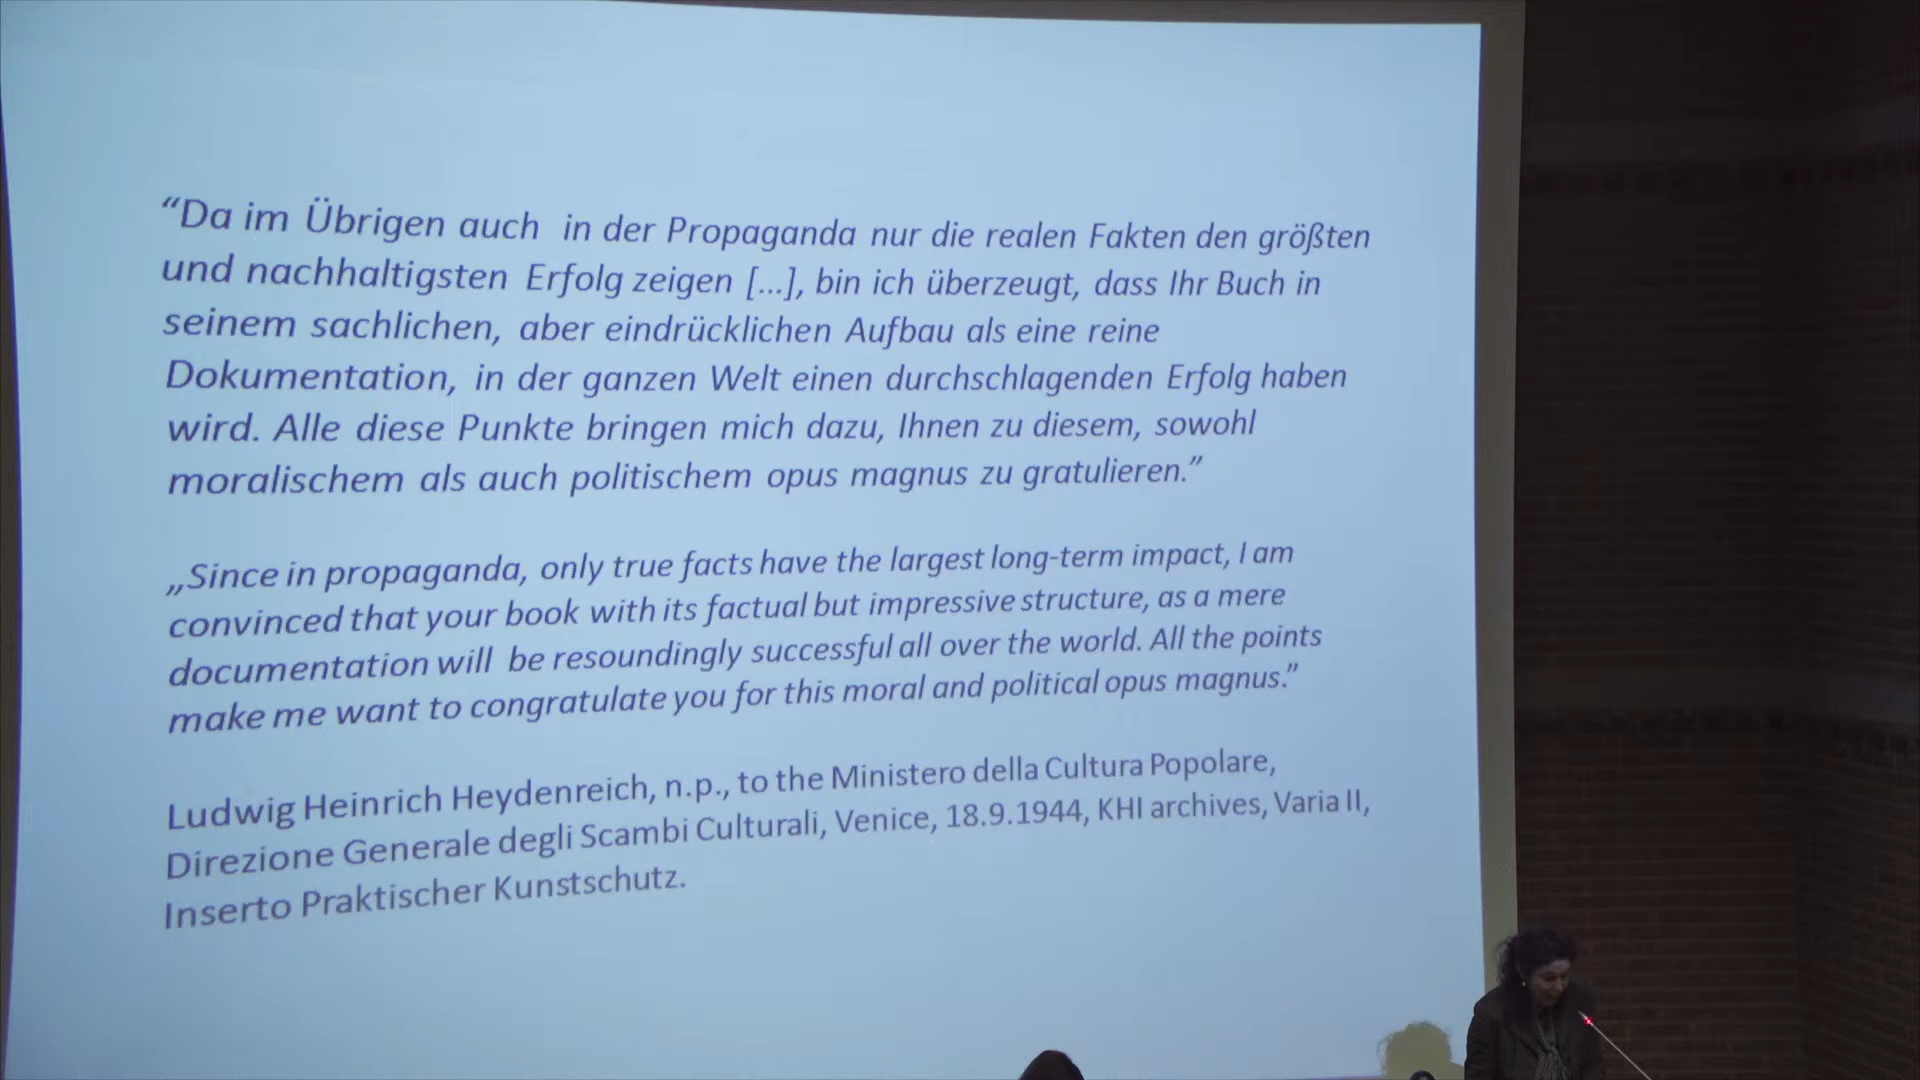 “Da im Übrigen auch in der Propaganda nur die realen Fakten den größten
und nachhaltigsten Erfolg zeigen [...], bin ich überzeugt, dass Ihr Buch in
seinem sachlichen, aber eindrücklichen Aufbau als eine reine
Dokumentation, in der ganzen Welt einen durchschlagenden Erfolg haben
wird. Alle diese Punkte bringen mich dazu, Ihnen zu diesem, sowohl
moralischem als auch politischem opus magnus zu gratulieren.”
„Since in propaganda, only true facts have the largest long-term impact, I am
convinced that your book with its factual but impressive structure, as a mere
documentation will be resoundingly successful all over the world. All the points
make me want to congratulate you for this moral and political opus magnus.”
Ludwig Heinrich Heydenreich, n.p., to the Ministero della Cultura Popolare,
Direzione Generale degli Scambi Culturali, Venice, 18.9.1944, KHI archives, Varia II,
Inserto Praktischer Kunstschutz.